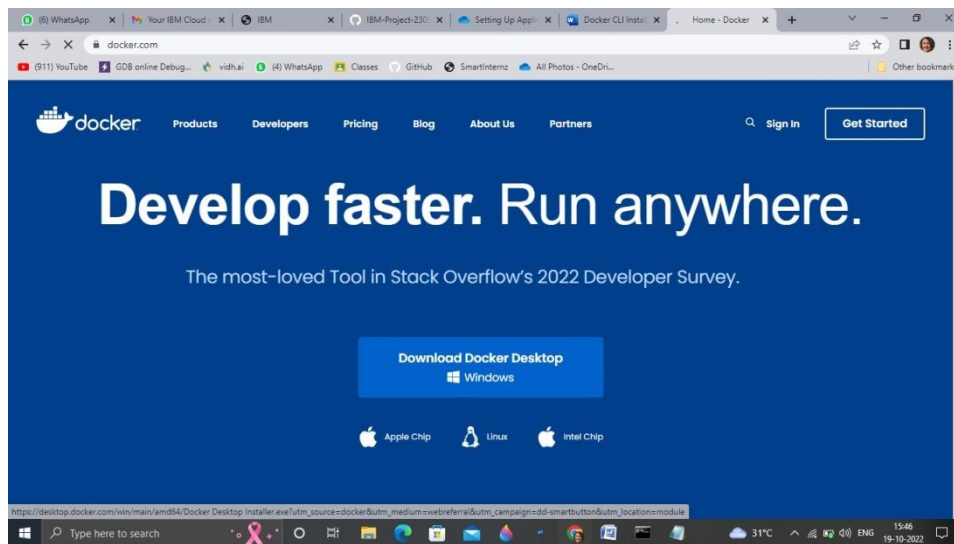 (6) WhatsApp
Your IBM Cloud
IBM
IBM-Project-230
Setting Up Applic
Docker CLI Instal
Home - Docker
docker.com
(911) YouTube
GDB online Debug...
vidh.ai
(4) WhatsApp
Classes
GitHub
SmartInternz
All Photos - OneDri...
Other bookmark
docker
Products
Developers
Pricing
Blog
About Us
Partners
Sign In
Get Started
Develop faster. Run anywhere.
The most-loved Tool in Stack Overflow's 2022 Developer Survey.
Download Docker Desktop
Windows
Apple Chip
Linux
Intel Chip
https://desktop.docker.com/win/main/amd64/Docker Desktop Installer.exe?utm_source=docker&utm_medium=webreferral&utm_campaign=dd-smartbutton&utm_location=module
Type here to search
31°C
ENG
15:46
19-10-2022